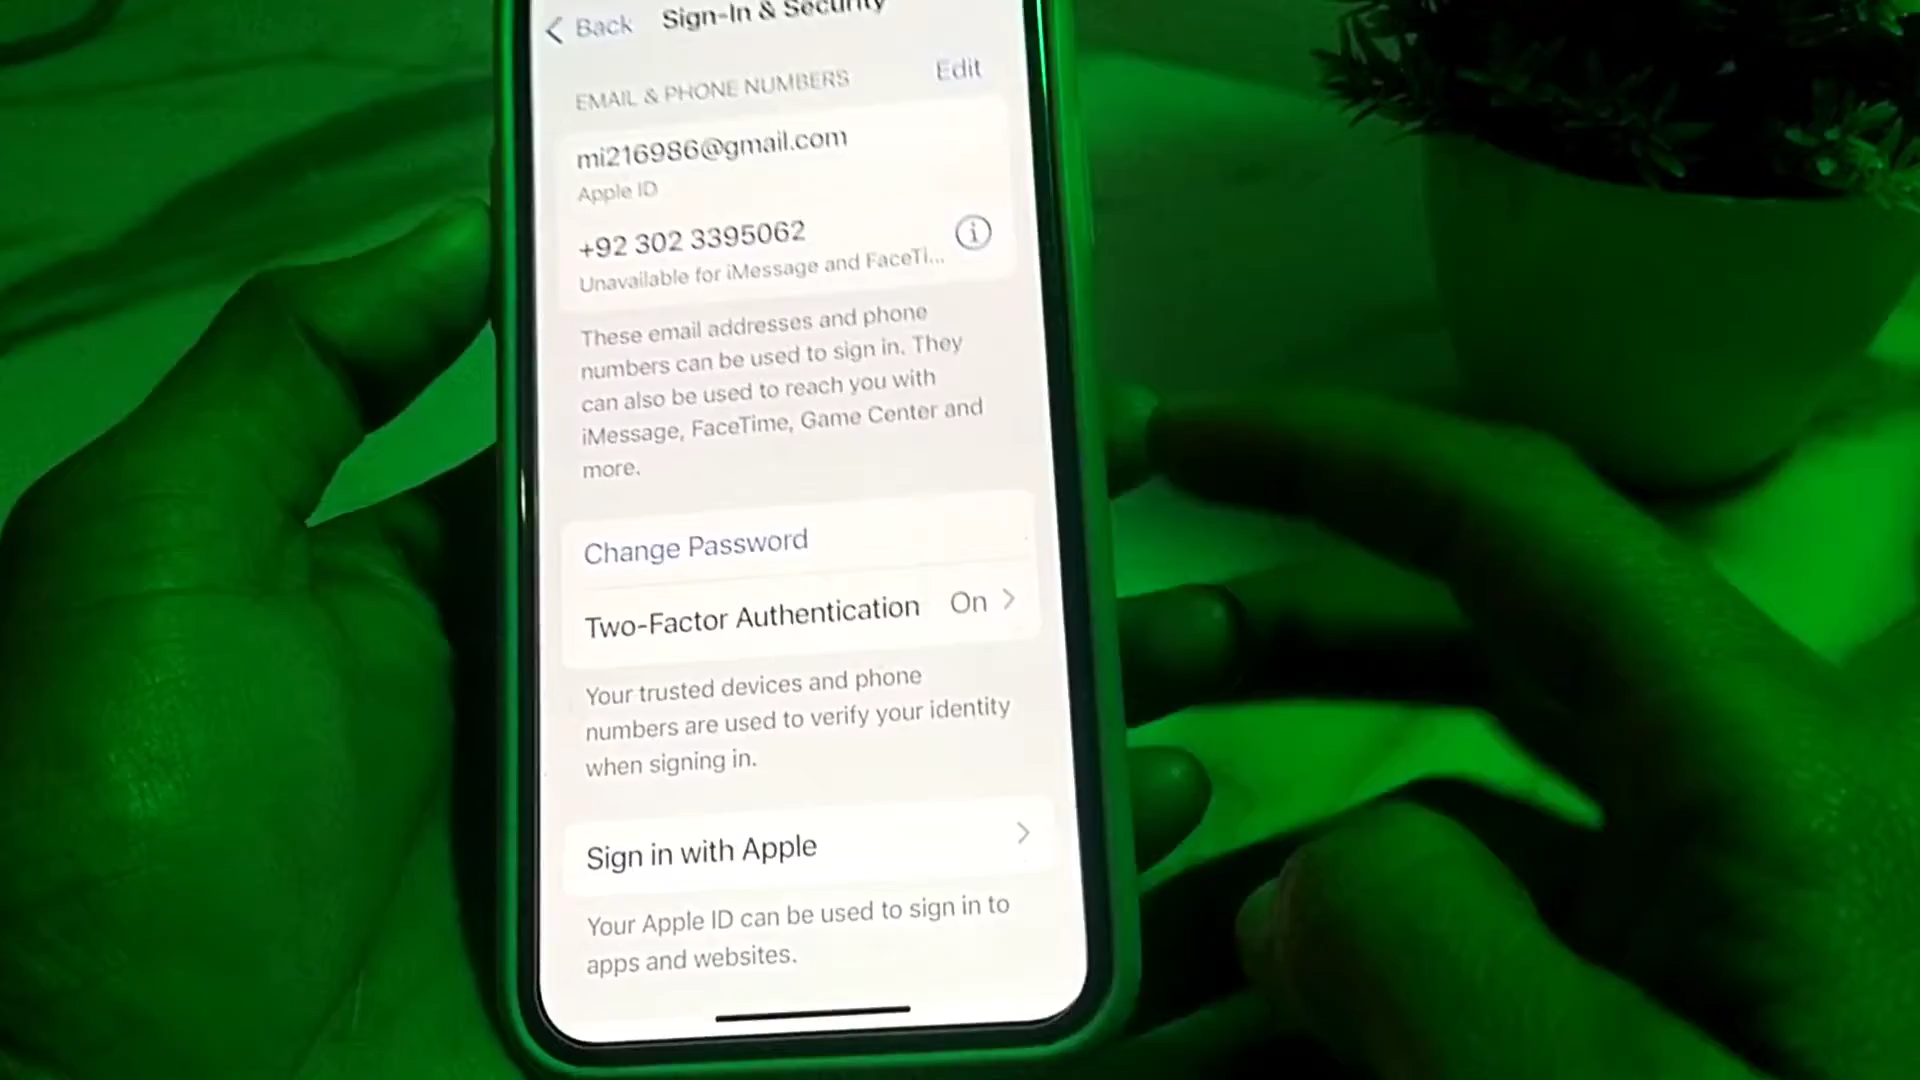 Back Sign-In & Security
EMAIL & PHONE NUMBERS Edit
mi216986@gmail.com
Apple ID
+92 302 3395062
Unavailable for iMessage and FaceTi...
These email addresses and phone
numbers can be used to sign in. They
can also be used to reach you with
iMessage, FaceTime, Game Center and
more.
Change Password
Two-Factor Authentication On
Your trusted devices and phone
numbers are used to verify your identity
when signing in.
Sign in with Apple
Your Apple ID can be used to sign in to
apps and websites.